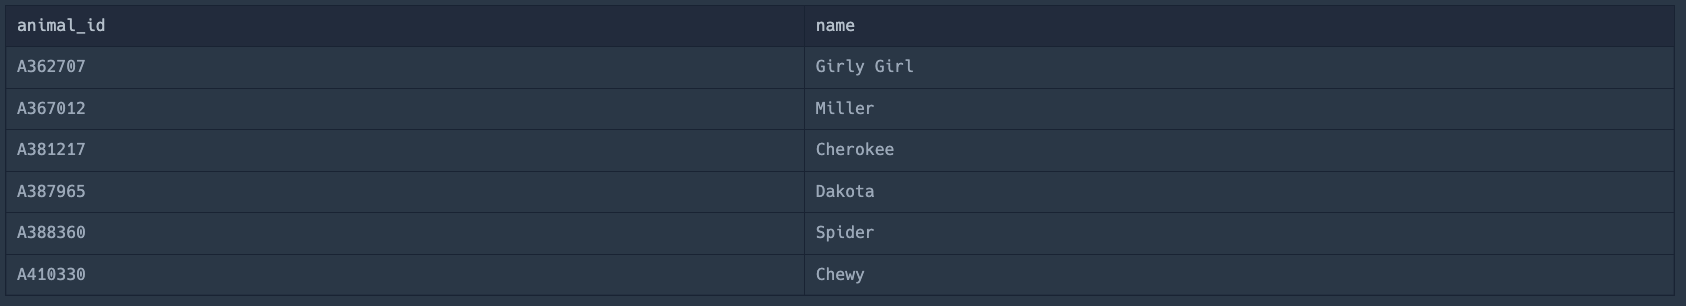 animal_id name
A362707 Girly Girl
A367012 Miller
A381217 Cherokee
A387965 Dakota
A388360 Spider
A410330 Chewy